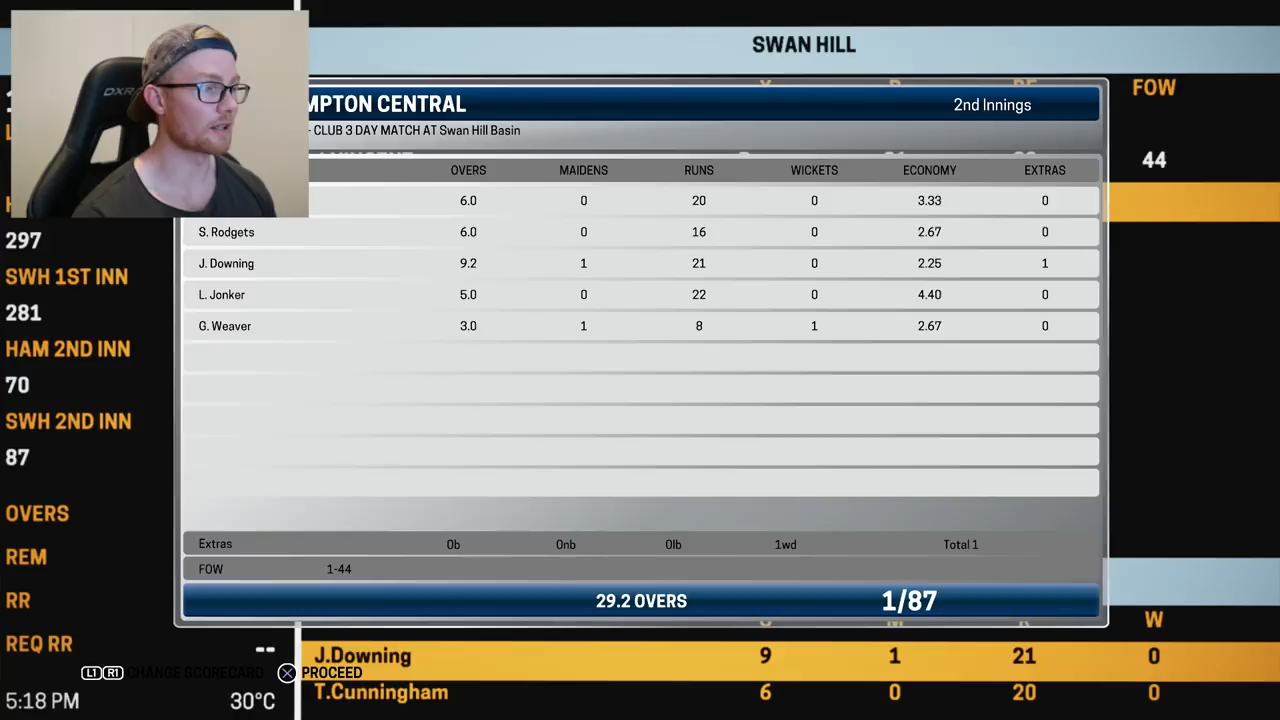 SWAN HILL
MPTON CENTRAL 2nd Innings
- CLUB 3 DAY MATCH AT Swan Hill Basin
FOW
44
OVERS MAIDENS RUNS WICKETS ECONOMY EXTRAS
6.0 0 20 0 3.33 0
S. Rodgets 6.0 0 16 0 2.67 0
J. Downing 9.2 1 21 0 2.25 1
L. Jonker 5.0 0 22 0 4.40 0
G. Weaver 3.0 1 8 1 2.67 0
297
SWH 1ST INN
281
HAM 2ND INN
70
SWH 2ND INN
87
OVERS
REM
RR
REQ RR --
Extras 0b 0nb 0lb 1wd Total 1
FOW 1-44
29.2 OVERS 1/87
W
J.Downing 9 1 21 0
T.Cunningham 6 0 20 0
L1 R1 CHANGE SCORECARD PROCEED
5:18 PM 30°C
DXRA